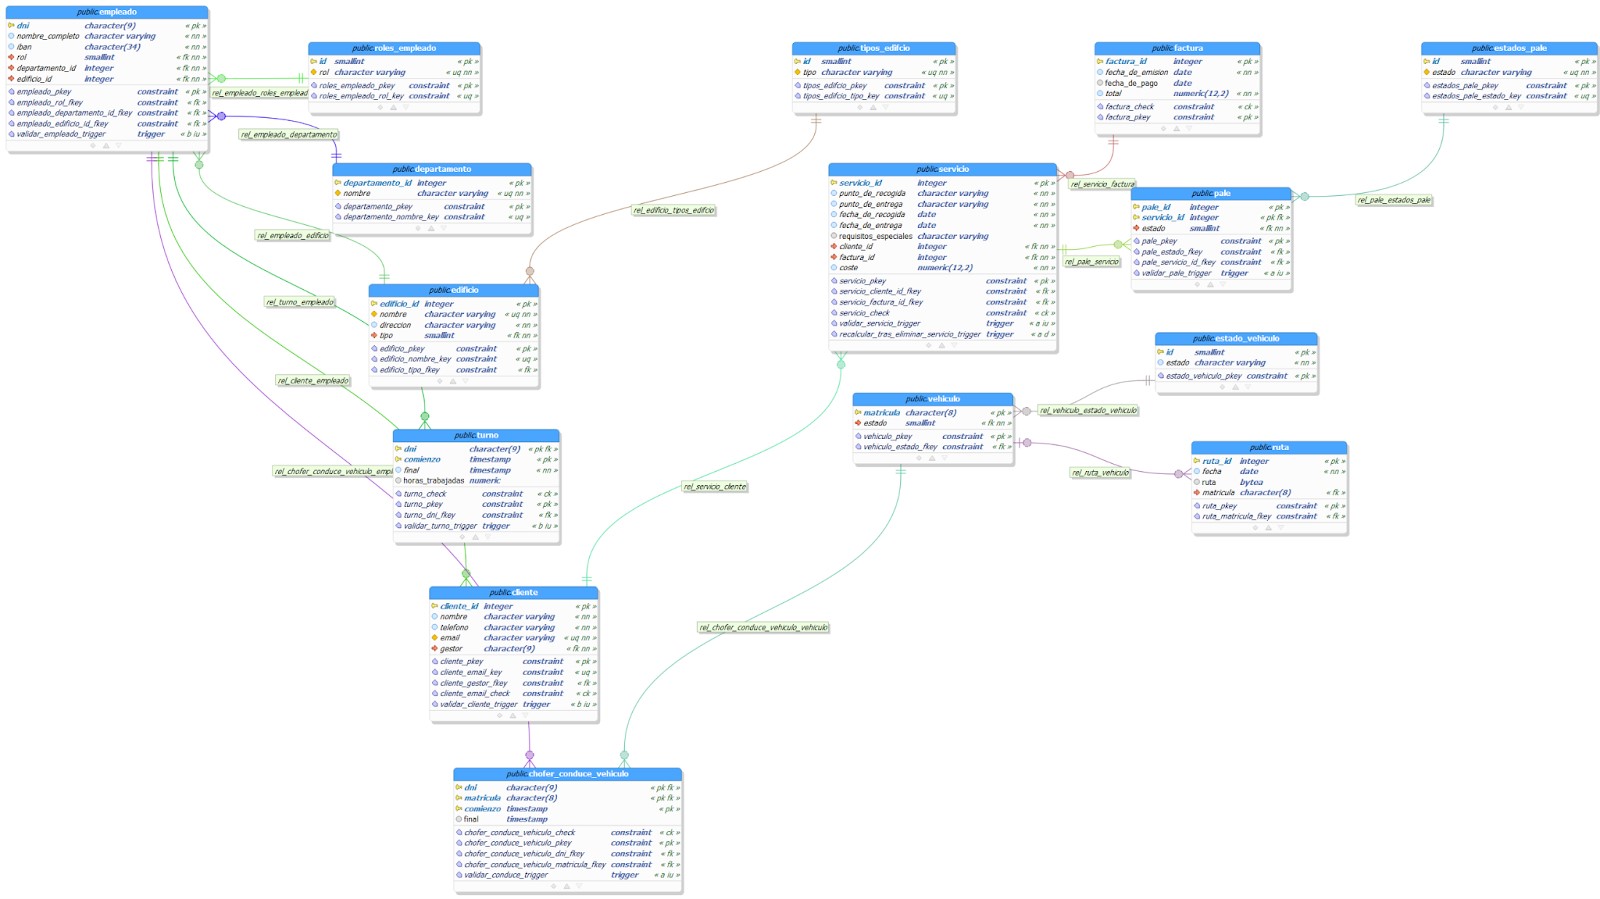 public.empleado
dni character(9) « pk »
nombre_completo character varying « nn »
iban character(34) « nn »
rol smallint « fk nn »
departamento_id integer « fk nn »
edificio_id integer « fk nn »
empleado_pkey constraint « pk »
empleado_rol_fkey constraint « fk »
empleado_departamento_id_fkey constraint « fk »
empleado_edificio_id_fkey constraint « fk »
validar_empleado_trigger trigger « b iu »
public.roles_empleado
id smallint « pk »
rol character varying « uq nn »
roles_empleado_pkey constraint « pk »
roles_empleado_rol_key constraint « uq »
rel_empleado_roles_emplead
rel_empleado_departamento
public.departamento
departamento_id integer « pk »
nombre character varying « uq nn »
departamento_pkey constraint « pk »
departamento_nombre_key constraint « uq »
rel_empleado_edificio
public.tipos_edifcio
id smallint « pk »
tipo character varying « uq nn »
tipos_edifcio_pkey constraint « pk »
tipos_edifcio_tipo_key constraint « uq »
rel_edificio_tipos_edifcio
public.factura
factura_id integer « pk »
fecha_de_emision date « nn »
fecha_de_pago date
total numeric(12,2) « nn »
factura_check constraint « ck »
factura_pkey constraint « pk »
public.estados_pale
id smallint « pk »
estado character varying « uq nn »
estados_pale_pkey constraint « pk »
estados_pale_estado_key constraint « uq »
public.servicio
servicio_id integer « pk »
punto_de_recogida character varying « nn »
punto_de_entrega character varying « nn »
fecha_de_recogida date « nn »
fecha_de_entrega date « nn »
requisitos_especiales character varying
cliente_id integer « fk nn »
factura_id integer « fk nn »
coste numeric(12,2) « nn »
servicio_pkey constraint « pk »
servicio_cliente_id_fkey constraint « fk »
servicio_factura_id_fkey constraint « fk »
servicio_check constraint « ck »
validar_servicio_trigger trigger « a iu »
recalcular_tras_eliminar_servicio_trigger trigger « a d »
rel_servicio_factura
public.pale
pale_id integer « pk »
servicio_id integer « pk fk »
estado smallint « fk nn »
pale_pkey constraint « pk »
pale_estado_fkey constraint « fk »
pale_servicio_id_fkey constraint « fk »
validar_pale_trigger trigger « a iu »
rel_pale_estados_pale
rel_pale_servicio
rel_turno_empleado
public.edificio
edificio_id integer « pk »
nombre character varying « uq nn »
direccion character varying « nn »
tipo smallint « fk nn »
edificio_pkey constraint « pk »
edificio_nombre_key constraint « uq »
edificio_tipo_fkey constraint « fk »
rel_cliente_empleado
public.estado_vehiculo
id smallint « pk »
estado character varying « nn »
estado_vehiculo_pkey constraint « pk »
public.vehiculo
matricula character(8) « pk »
estado smallint « fk nn »
vehiculo_pkey constraint « pk »
vehiculo_estado_fkey constraint « fk »
rel_vehiculo_estado_vehiculo
rel_ruta_vehiculo
public.ruta
ruta_id integer « pk »
fecha date « nn »
ruta bytea
matricula character(8) « fk »
ruta_pkey constraint « pk »
ruta_matricula_fkey constraint « fk »
public.turno
dni character(9) « pk fk »
comienzo timestamp « pk »
final timestamp « nn »
horas_trabajadas numeric
turno_check constraint « ck »
turno_pkey constraint « pk »
turno_dni_fkey constraint « fk »
validar_turno_trigger trigger « b iu »
rel_chofer_conduce_vehiculo_empl
rel_servicio_cliente
public.cliente
cliente_id integer « pk »
nombre character varying « nn »
telefono character varying « nn »
email character varying « uq nn »
gestor character(9) « fk nn »
cliente_pkey constraint « pk »
cliente_email_key constraint « uq »
cliente_gestor_fkey constraint « fk »
cliente_email_check constraint « ck »
validar_cliente_trigger trigger « b iu »
rel_chofer_conduce_vehiculo_vehiculo
public.chofer_conduce_vehiculo
dni character(9) « pk fk »
matricula character(8) « pk fk »
comienzo timestamp « pk »
final timestamp
chofer_conduce_vehiculo_check constraint « ck »
chofer_conduce_vehiculo_pkey constraint « pk »
chofer_conduce_vehiculo_dni_fkey constraint « fk »
chofer_conduce_vehiculo_matricula_fkey constraint « fk »
validar_conduce_trigger trigger « a iu »